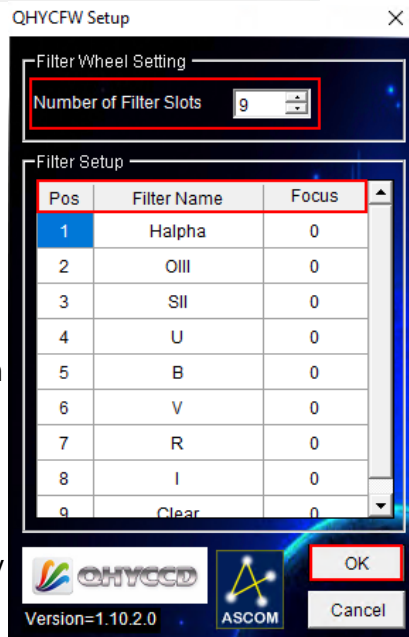 QHYCFW Setup
Filter Wheel Setting
Number of Filter Slots 9
Filter Setup
Pos Filter Name Focus
1 Halpha 0
2 OIII 0
3 SII 0
4 U 0
5 B 0
6 V 0
7 R 0
8 I 0
9 Clear 0
QHYCCD
ASCOM
OK
Version=1.10.2.0
Cancel